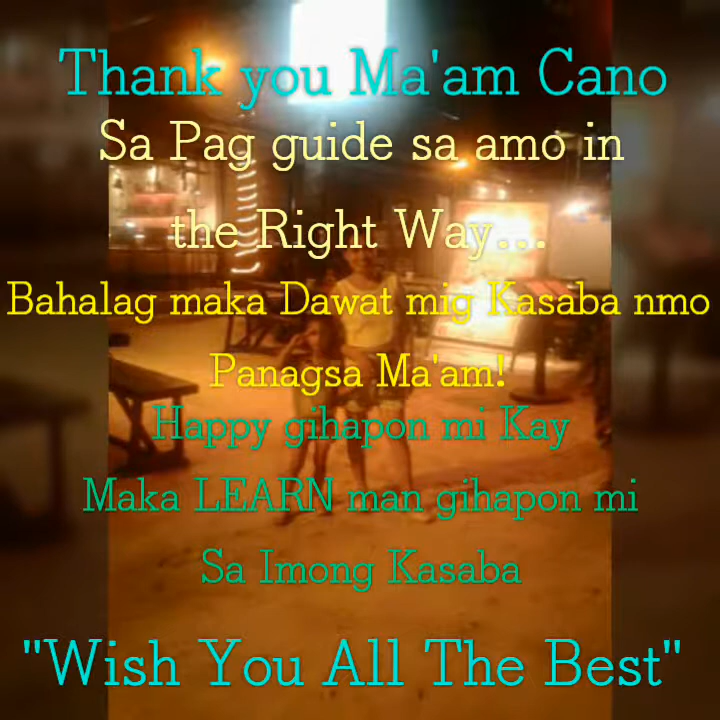 Thank you Ma'am Cano
Sa Pag guide sa amo in
the Right Way...
Bahalag maka Dawat mig Kasaba nmo
Panagsa Ma'am!
Happy gihapon mi Kay
Maka LEARN man gihapon mi
Sa Imong Kasaba
"Wish You All The Best"